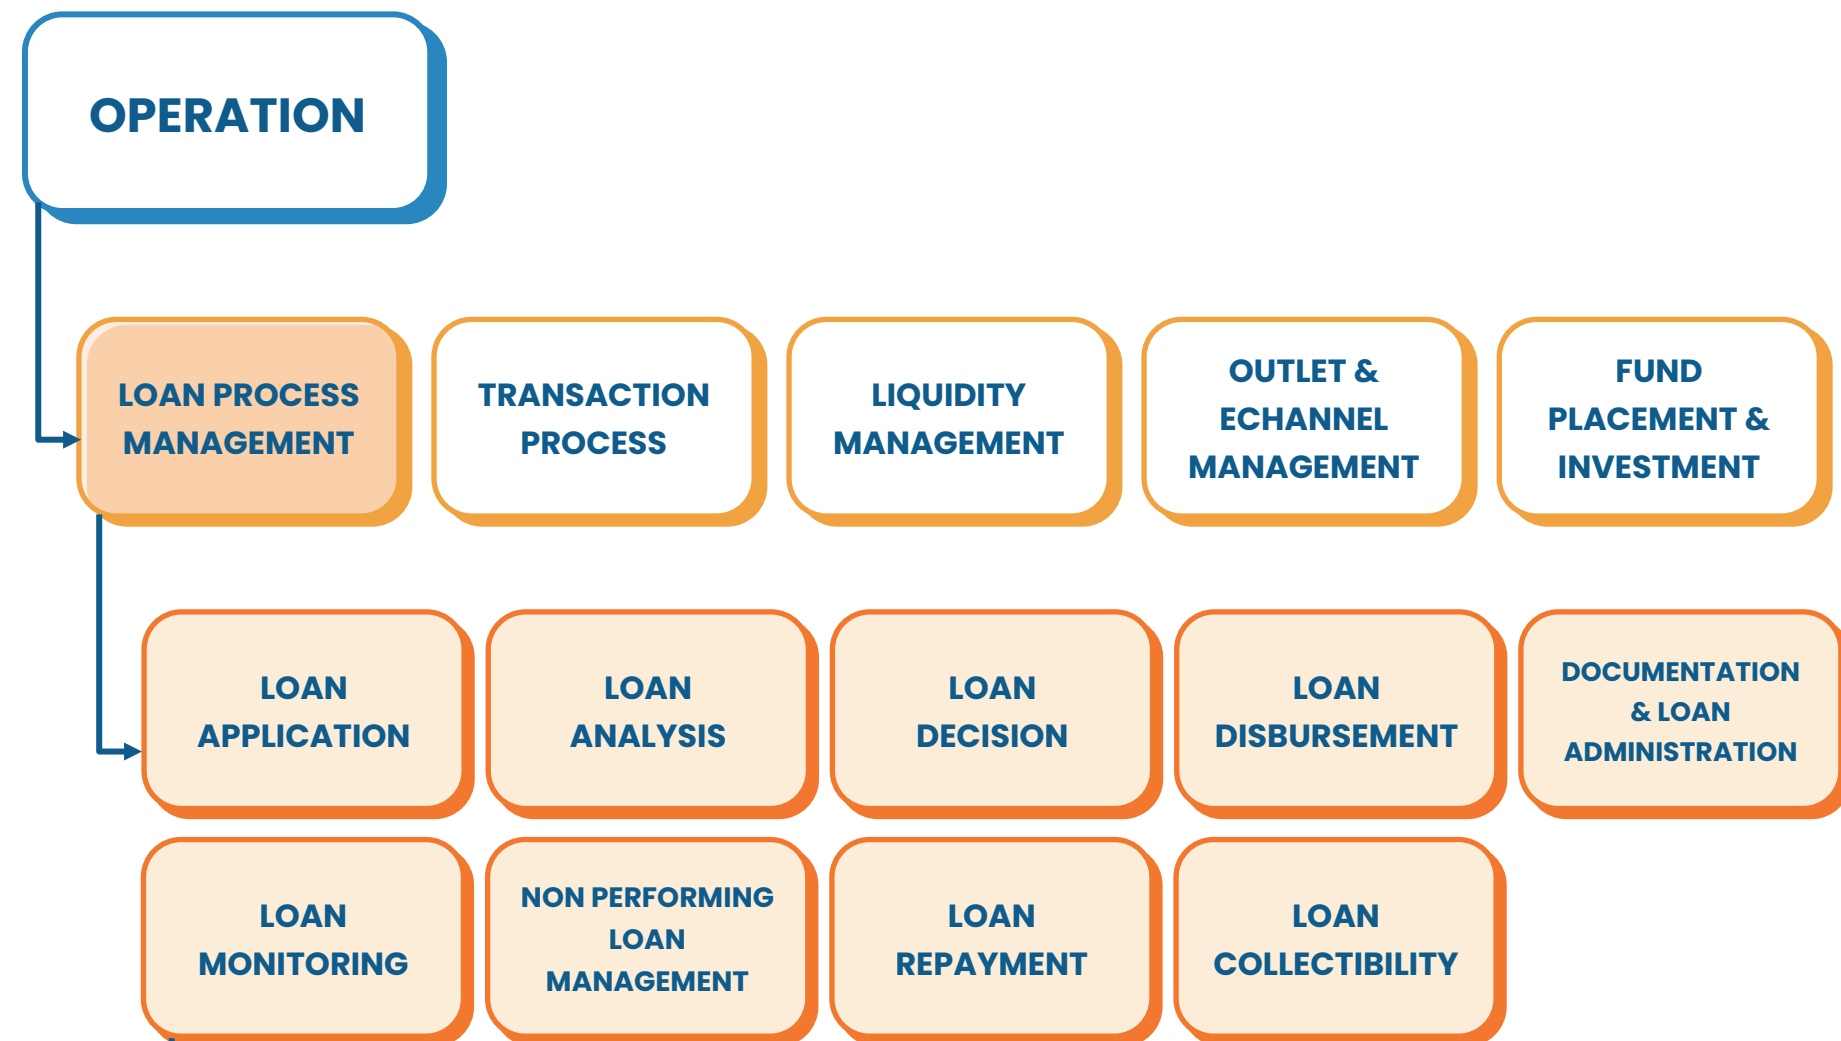 OPERATION
LOAN PROCESS
MANAGEMENT
TRANSACTION
PROCESS
LIQUIDITY
MANAGEMENT
OUTLET &
ECHANNEL
MANAGEMENT
FUND
PLACEMENT &
INVESTMENT
LOAN
APPLICATION
LOAN
ANALYSIS
LOAN
DECISION
LOAN
DISBURSEMENT
DOCUMENTATION
& LOAN
ADMINISTRATION
LOAN
MONITORING
NON PERFORMING
LOAN
MANAGEMENT
LOAN
REPAYMENT
LOAN
COLLECTIBILITY